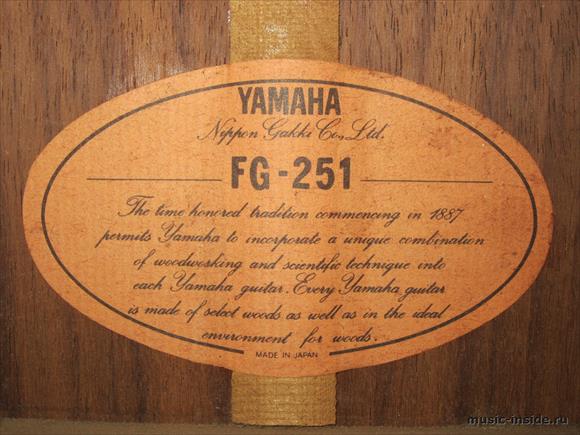 YAMAHA
Nippon Gakki Co., Ltd.
FG-251
The time honored tradition commencing in 1887
permits Yamaha to incorporate a unique combination
of woodworking and scientific technique into
each Yamaha guitar. Every Yamaha guitar
is made of select woods as well as in the ideal
environment for woods.
MADE IN JAPAN
music-inside.ru